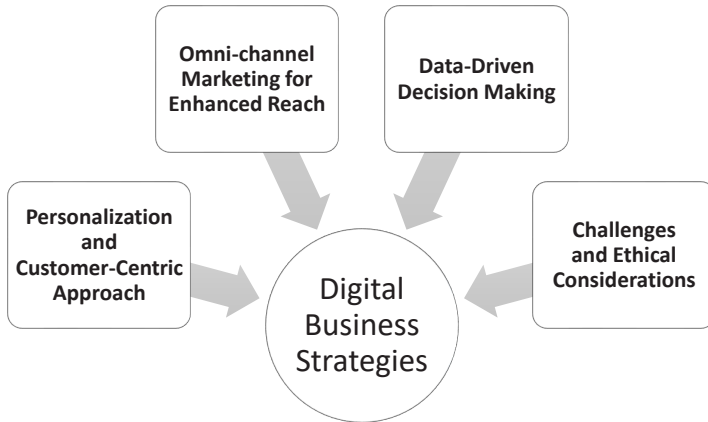 Omni-channel
Marketing for
Enhanced Reach
Data-Driven
Decision Making
Personalization
and
Customer-Centric
Approach
Challenges
and Ethical
Considerations
Digital
Business
Strategies